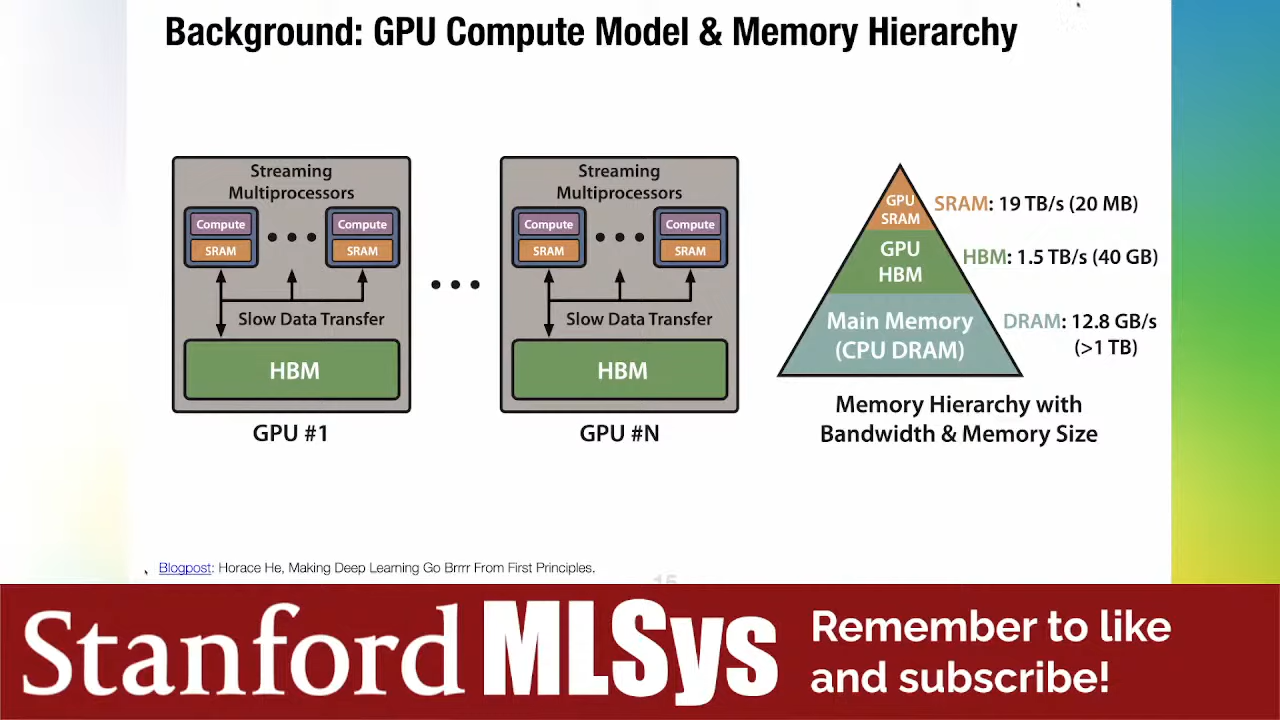 Background: GPU Compute Model & Memory Hierarchy
Streaming
Multiprocessors
Compute
SRAM
Compute
SRAM
Slow Data Transfer
HBM
GPU #1
Streaming
Multiprocessors
Compute
SRAM
Compute
SRAM
Slow Data Transfer
HBM
GPU #N
GPU
SRAM
GPU
HBM
Main Memory
(CPU DRAM)
SRAM: 19 TB/s (20 MB)
HBM: 1.5 TB/s (40 GB)
DRAM: 12.8 GB/s
(>1 TB)
Memory Hierarchy with
Bandwidth & Memory Size
Blogpost: Horace He, Making Deep Learning Go Brrrr From First Principles.
15
Stanford MLSys
Remember to like
and subscribe!